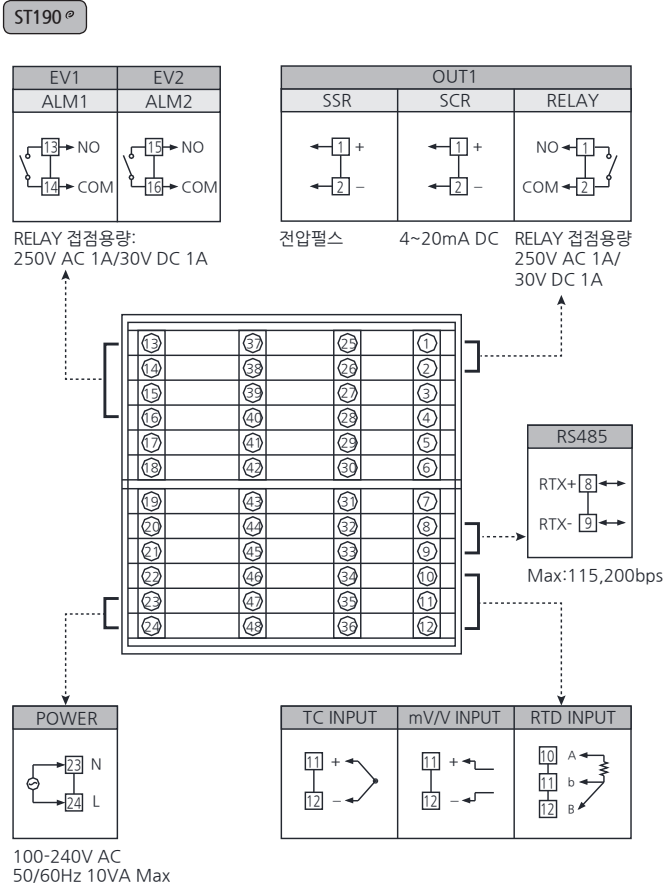 ST190
EV1 EV2
ALM1 ALM2
13 NO 15 NO
14 COM 16 COM
RELAY 접점용량:
250V AC 1A/30V DC 1A
OUT1
SSR SCR RELAY
1 + 1 + NO 1
2 − 2 − COM 2
전압펄스 4~20mA DC RELAY 접점용량
250V AC 1A/
30V DC 1A
13 37 25 1
14 38 26 2
15 39 27 3
16 40 28 4
17 41 29 5
18 42 30 6
19 43 31 7
20 44 32 8
21 45 33 9
22 46 34 10
23 47 35 11
24 48 36 12
RS485
RTX+ 8
RTX- 9
Max:115,200bps
POWER
23 N
24 L
100-240V AC
50/60Hz 10VA Max
TC INPUT mV/V INPUT RTD INPUT
11 + 11 + 10 A
11 b
12 − 12 − 12 B